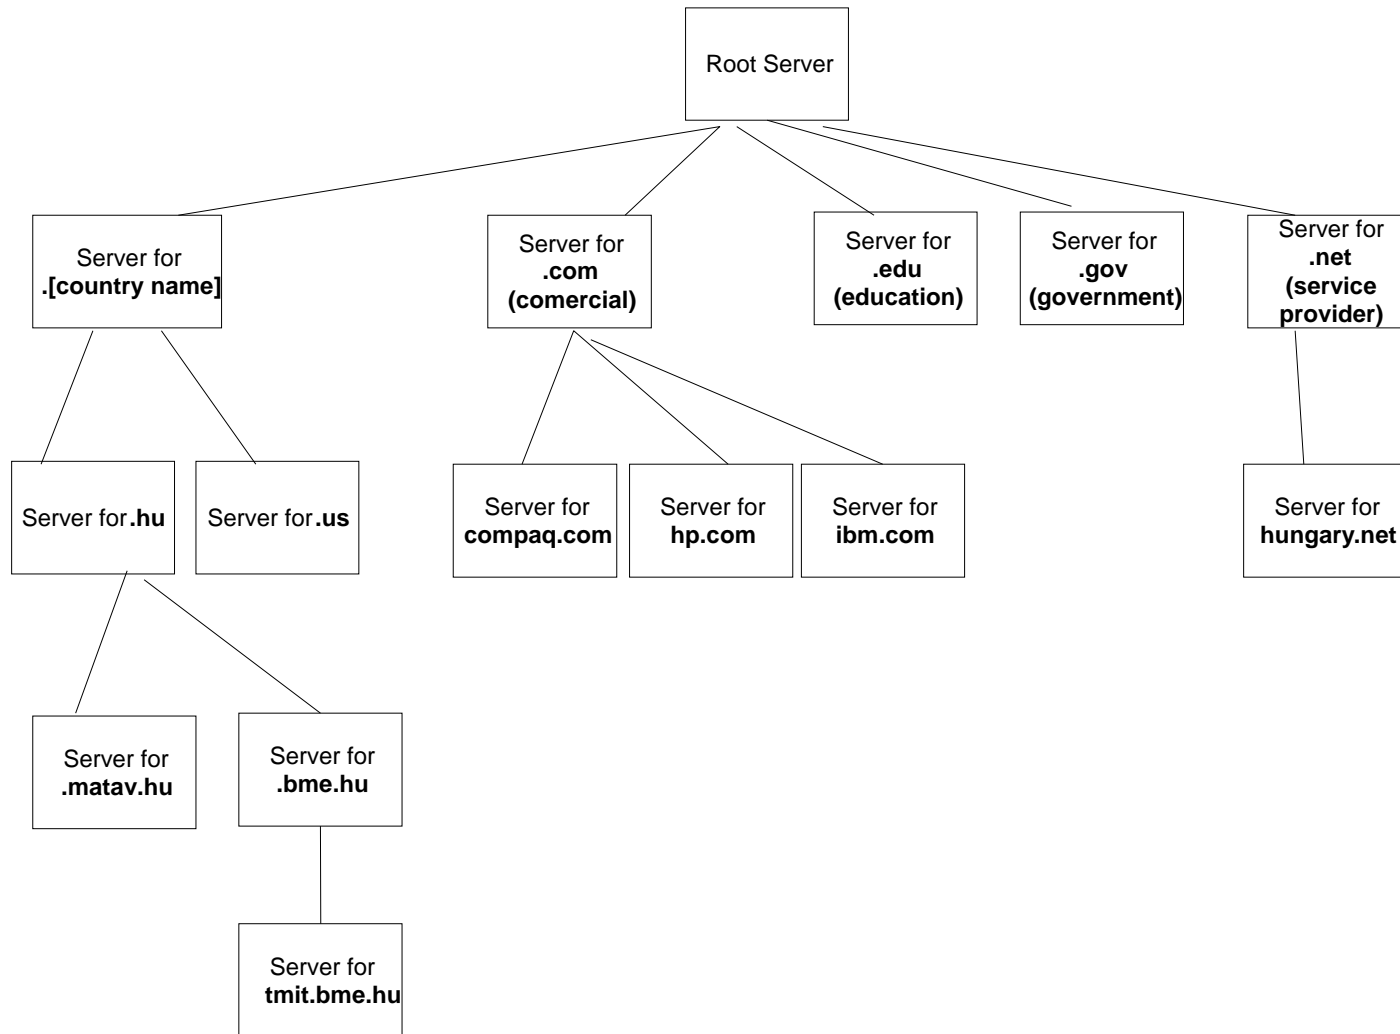 Root Server
Server for
.[country name]
Server for
.com
(comercial)
Server for
.edu
(education)
Server for
.gov
(government)
Server for
.net
(service
provider)
Server for .hu
Server for .us
Server for
compaq.com
Server for
hp.com
Server for
ibm.com
Server for
hungary.net
Server for
.matav.hu
Server for
.bme.hu
Server for
tmit.bme.hu